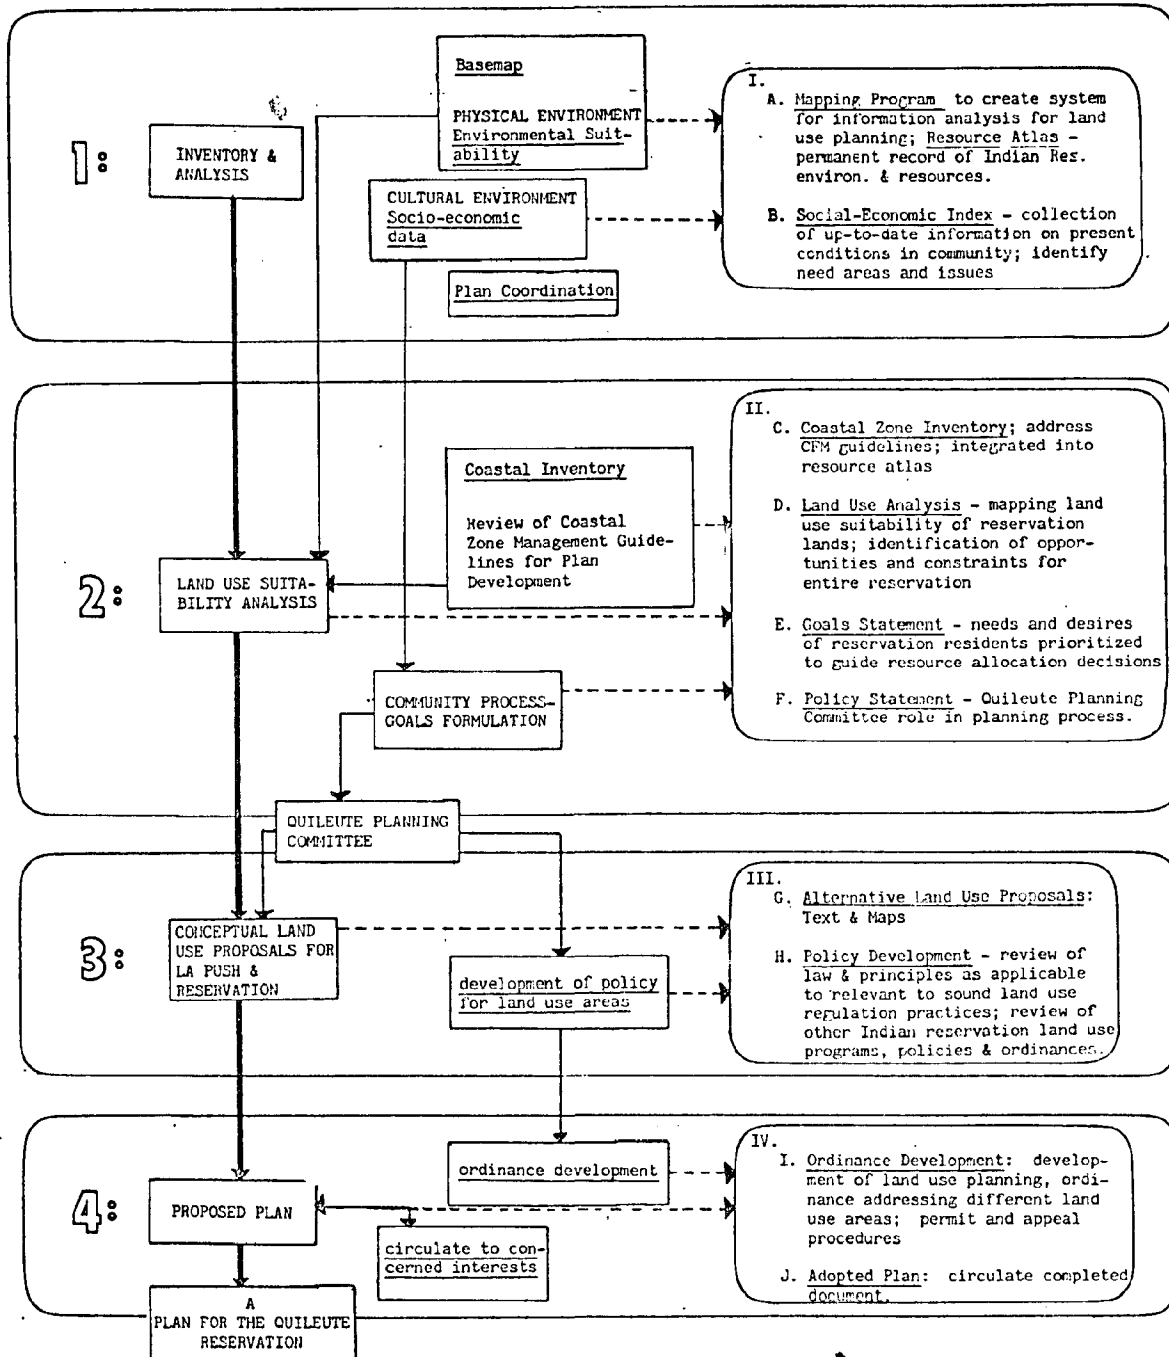 1:
INVENTORY &
ANALYSIS
Basemap
PHYSICAL ENVIRONMENT
Environmental Suit-
ability
CULTURAL ENVIRONMENT
Socio-economic
data
Plan Coordination
I.
A. Mapping Program to create system
for information analysis for land
use planning; Resource Atlas -
permanent record of Indian Res.
environ. & resources.
B. Social-Economic Index - collection
of up-to-date information on present
conditions in community; identify
need areas and issues
2:
LAND USE SUITA-
BILITY ANALYSIS
Coastal Inventory
Review of Coastal
Zone Management Guide-
lines for Plan
Development
COMMUNITY PROCESS-
GOALS FORMULATION
II.
C. Coastal Zone Inventory; address
CFM guidelines; integrated into
resource atlas
D. Land Use Analysis - mapping land
use suitability of reservation
lands; identification of oppor-
tunities and constraints for
entire reservation
E. Goals Statement - needs and desires
of reservation residents prioritized
to guide resource allocation decisions
F. Policy Statement - Quileute Planning
Committee role in planning process.
QUILEUTE PLANNING
COMMITTEE
3:
CONCEPTUAL LAND
USE PROPOSALS FOR
LA PUSH &
RESERVATION
development of policy
for land use areas
III.
G. Alternative Land Use Proposals:
Text & Maps
H. Policy Development - review of
law & principles as applicable
to relevant to sound land use
regulation practices; review of
other Indian reservation land use
programs, policies & ordinances.
4:
PROPOSED PLAN
ordinance development
circulate to con-
cerned interests
IV.
I. Ordinance Development: develop-
ment of land use planning, ordi-
nance addressing different land
use areas; permit and appeal
procedures
J. Adopted Plan: circulate completed
document.
A
PLAN FOR THE QUILEUTE
RESERVATION